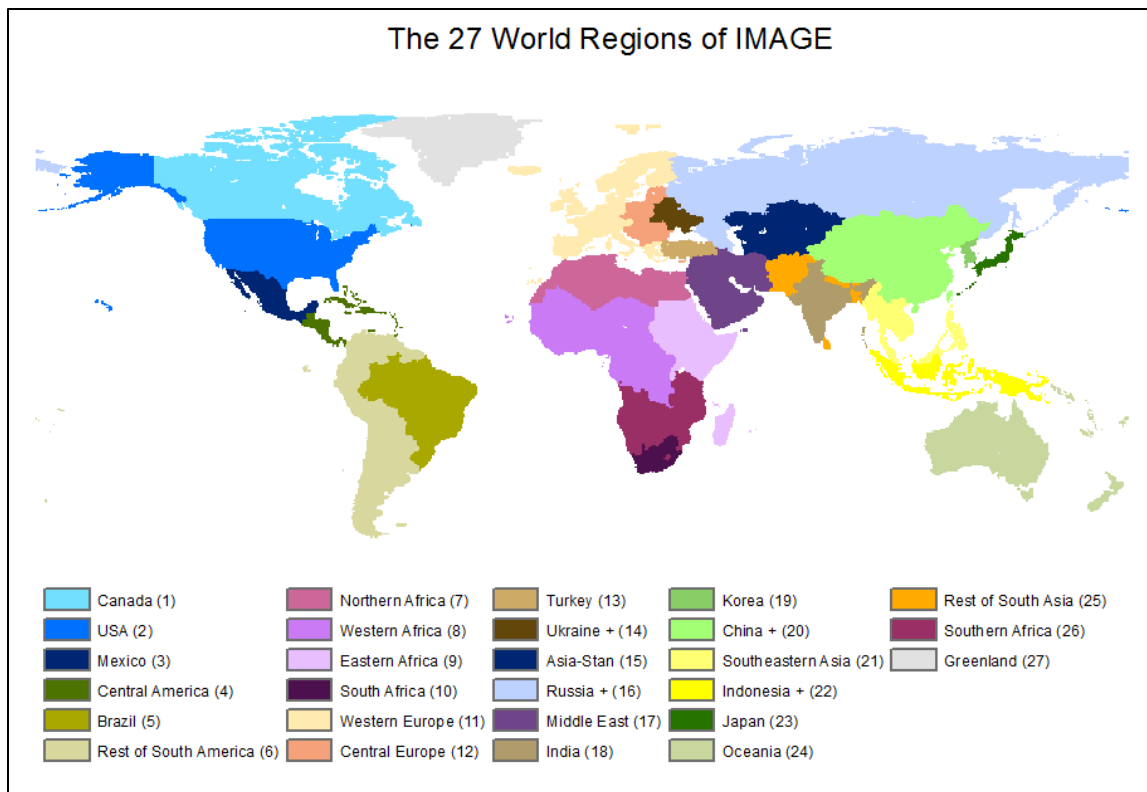 The 27 World Regions of IMAGE
Canada (1)
USA (2)
Mexico (3)
Central America (4)
Brazil (5)
Rest of South America (6)
Northern Africa (7)
Western Africa (8)
Eastern Africa (9)
South Africa (10)
Western Europe (11)
Central Europe (12)
Turkey (13)
Ukraine + (14)
Asia-Stan (15)
Russia + (16)
Middle East (17)
India (18)
Korea (19)
China + (20)
Southeastern Asia (21)
Indonesia + (22)
Japan (23)
Oceania (24)
Rest of South Asia (25)
Southern Africa (26)
Greenland (27)